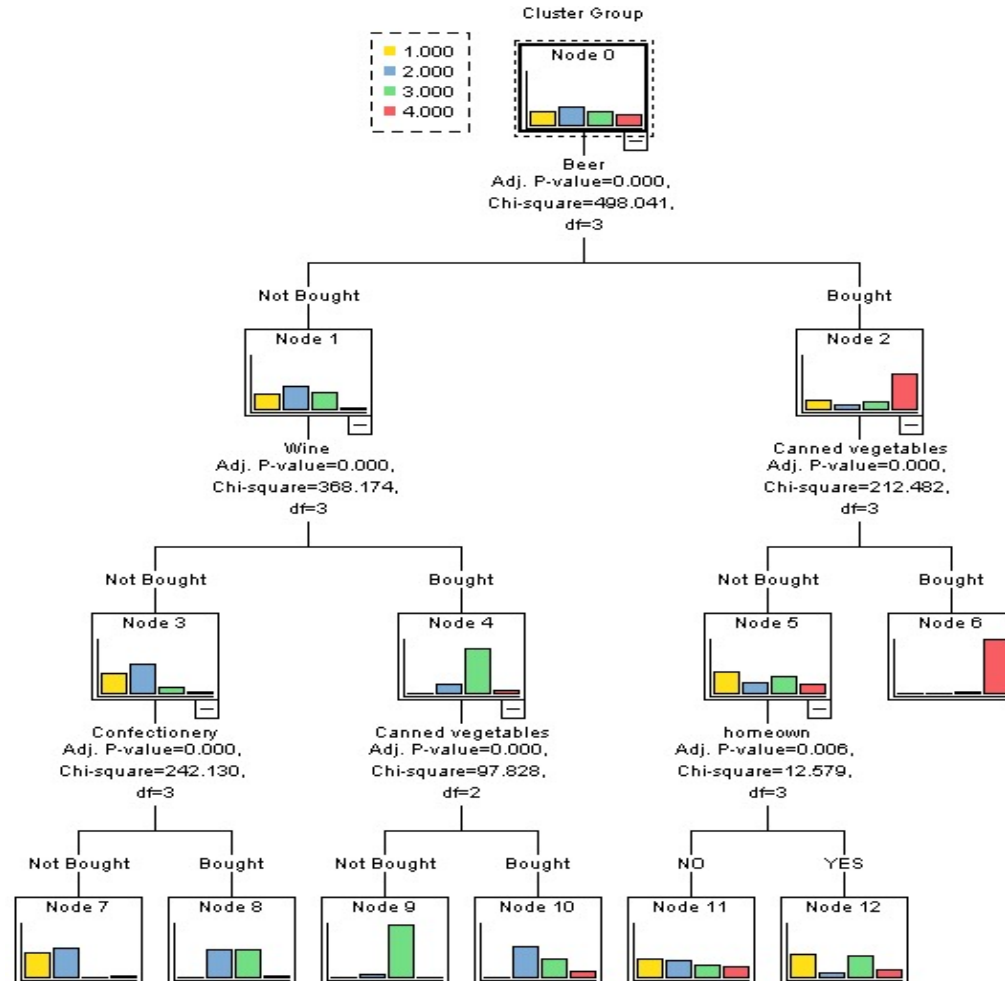 Cluster Group
1.000
2.000
3.000
4.000
Node 0
Beer
Adj. P-value=0.000,
Chi-square=498.041,
df=3
Not Bought
Bought
Node 1
Node 2
Wine
Adj. P-value=0.000,
Chi-square=368.174,
df=3
Canned vegetables
Adj. P-value=0.000,
Chi-square=212.482,
df=3
Not Bought
Bought
Not Bought
Bought
Node 3
Node 4
Node 5
Node 6
Confectionery
Adj. P-value=0.000,
Chi-square=242.130,
df=3
Canned vegetables
Adj. P-value=0.000,
Chi-square=97.828,
df=2
homeown
Adj. P-value=0.006,
Chi-square=12.579,
df=3
Not Bought
Bought
Not Bought
Bought
NO
YES
Node 7
Node 8
Node 9
Node 10
Node 11
Node 12